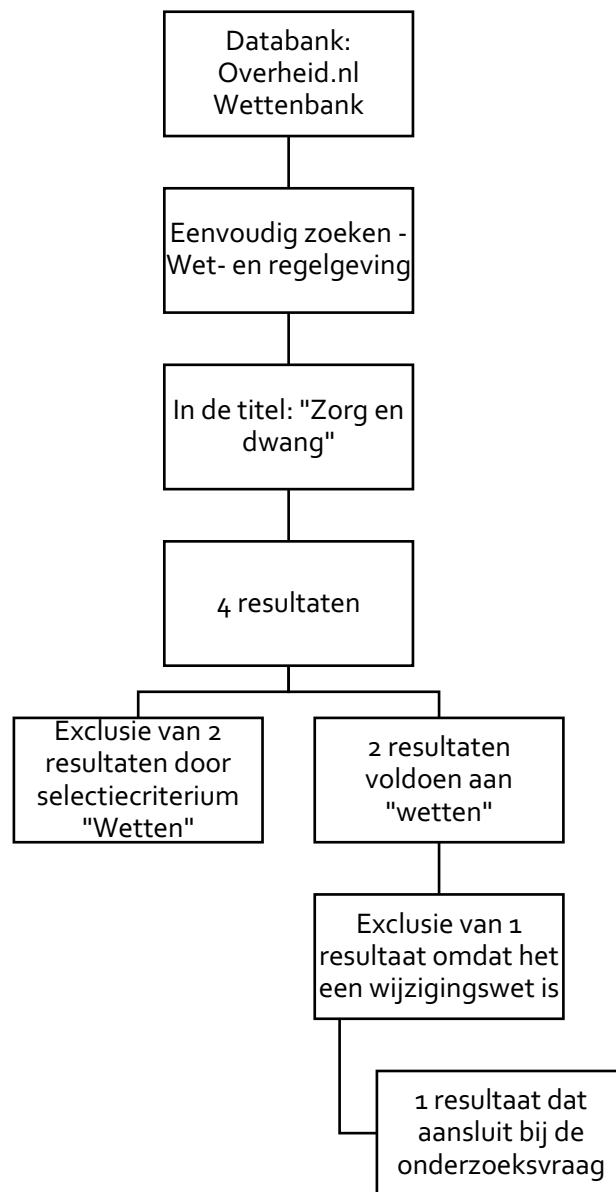 Databank:
Overheid.nl
Wettenbank
Eenvoudig zoeken -
Wet- en regelgeving
In de titel: "Zorg en
dwang"
4 resultaten
Exclusie van 2
resultaten door
selectiecriterium
"Wetten"
2 resultaten
voldoen aan
"wetten"
Exclusie van 1
resultaat omdat het
een wijzigingswet is
1 resultaat dat
aansluit bij de
onderzoeksvraag